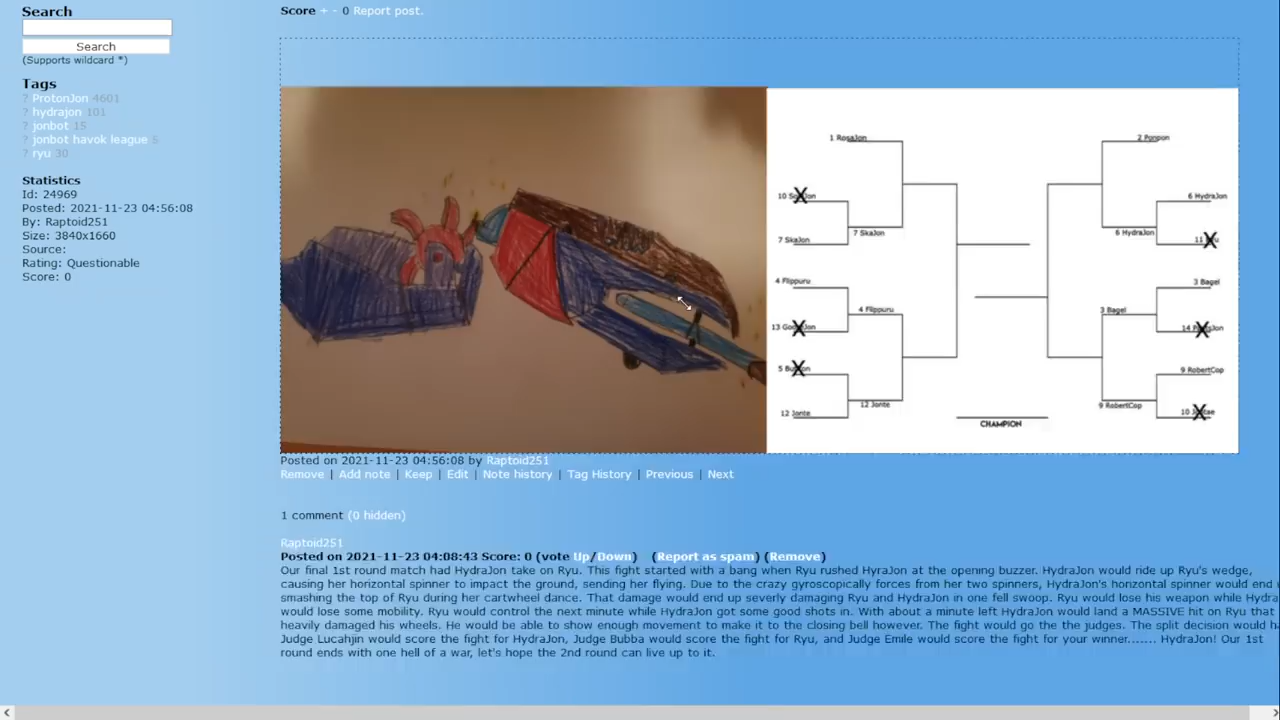 Search
Search
(Supports wildcard *)
Tags
? ProtonJon 4601
? hydrajon 101
? jonbot 15
? jonbot havok league 6
? ryu 30
Statistics
Id: 24969
Posted: 2021-11-23 04:56:08
By: Raptoid251
Size: 3840x1660
Source:
Rating: Questionable
Score: 0
Score + - 0 Report post.
1 RosaJon
7 SkaJon
7 SkaJon
4 Flippuru
4 Flippuru
12 Jonte
12 Jonte
2 Ponpon
6 HydraJon
6 HydraJon
3 Bagel
3 Bagel
9 RobertCop
9 RobertCop
CHAMPION
Posted on 2021-11-23 04:56:08 by Raptoid251
Remove | Add note | Keep | Edit | Note history | Tag History | Previous | Next
1 comment (0 hidden)
Raptoid251
Posted on 2021-11-23 04:08:43 Score: 0 (vote Up/Down) (Report as spam) (Remove)
Our final 1st round match had HydraJon take on Ryu. This fight started with a bang when Ryu rushed HyraJon at the opening buzzer. HydraJon would ride up Ryu's wedge,
causing her horizontal spinner to impact the ground, sending her flying. Due to the crazy gyroscopically forces from her two spinners, HydraJon's horizontal spinner would end
smashing the top of Ryu during her cartwheel dance. That damage would end up severly damaging Ryu and HydraJon in one fell swoop. Ryu would lose his weapon while Hydra
would lose some mobility. Ryu would control the next minute while HydraJon got some good shots in. With about a minute left HydraJon would land a MASSIVE hit on Ryu that
heavily damaged his wheels. He would be able to show enough movement to make it to the closing bell however. The fight would go the the judges. The split decision would
Judge Lucahjin would score the fight for HydraJon, Judge Bubba would score the fight for Ryu, and Judge Emile would score the fight for your winner....... HydraJon! Our 1st
round ends with one hell of a war, let's hope the 2nd round can live up to it.